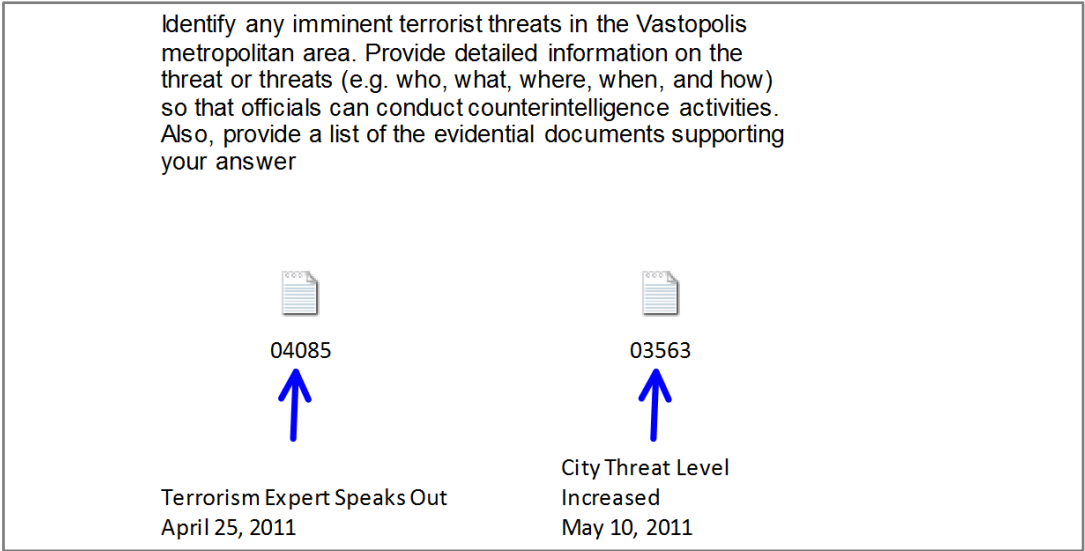 Identify any imminent terrorist threats in the Vastopolis
metropolitan area. Provide detailed information on the
threat or threats (e.g. who, what, where, when, and how)
so that officials can conduct counterintelligence activities.
Also, provide a list of the evidential documents supporting
your answer
04085
03563
Terrorism Expert Speaks Out
April 25, 2011
City Threat Level
Increased
May 10, 2011